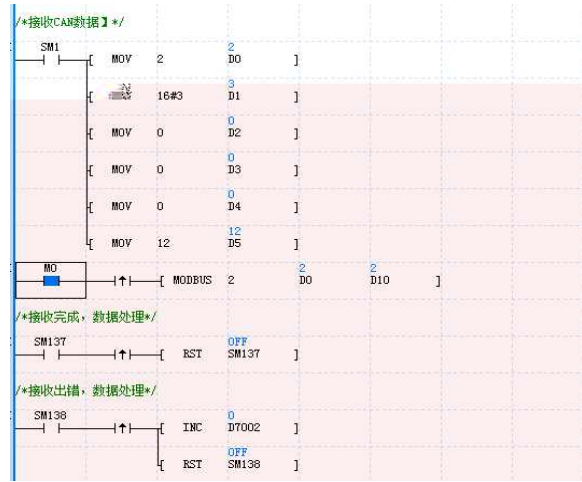 /*接收CAN数据】*/
SM1 2
[ MOV 2 D0 ]
3
[ 16#3 D1 ]
0
[ MOV 0 D2 ]
0
[ MOV 0 D3 ]
0
[ MOV 0 D4 ]
12
[ MOV 12 D5 ]
M0 2 2
[ MODBUS 2 D0 D10 ]
/*接收完成，数据处理*/
SM137 OFF
[ RST SM137 ]
/*接收出错，数据处理*/
SM138 0
[ INC D7002 ]
OFF
[ RST SM138 ]